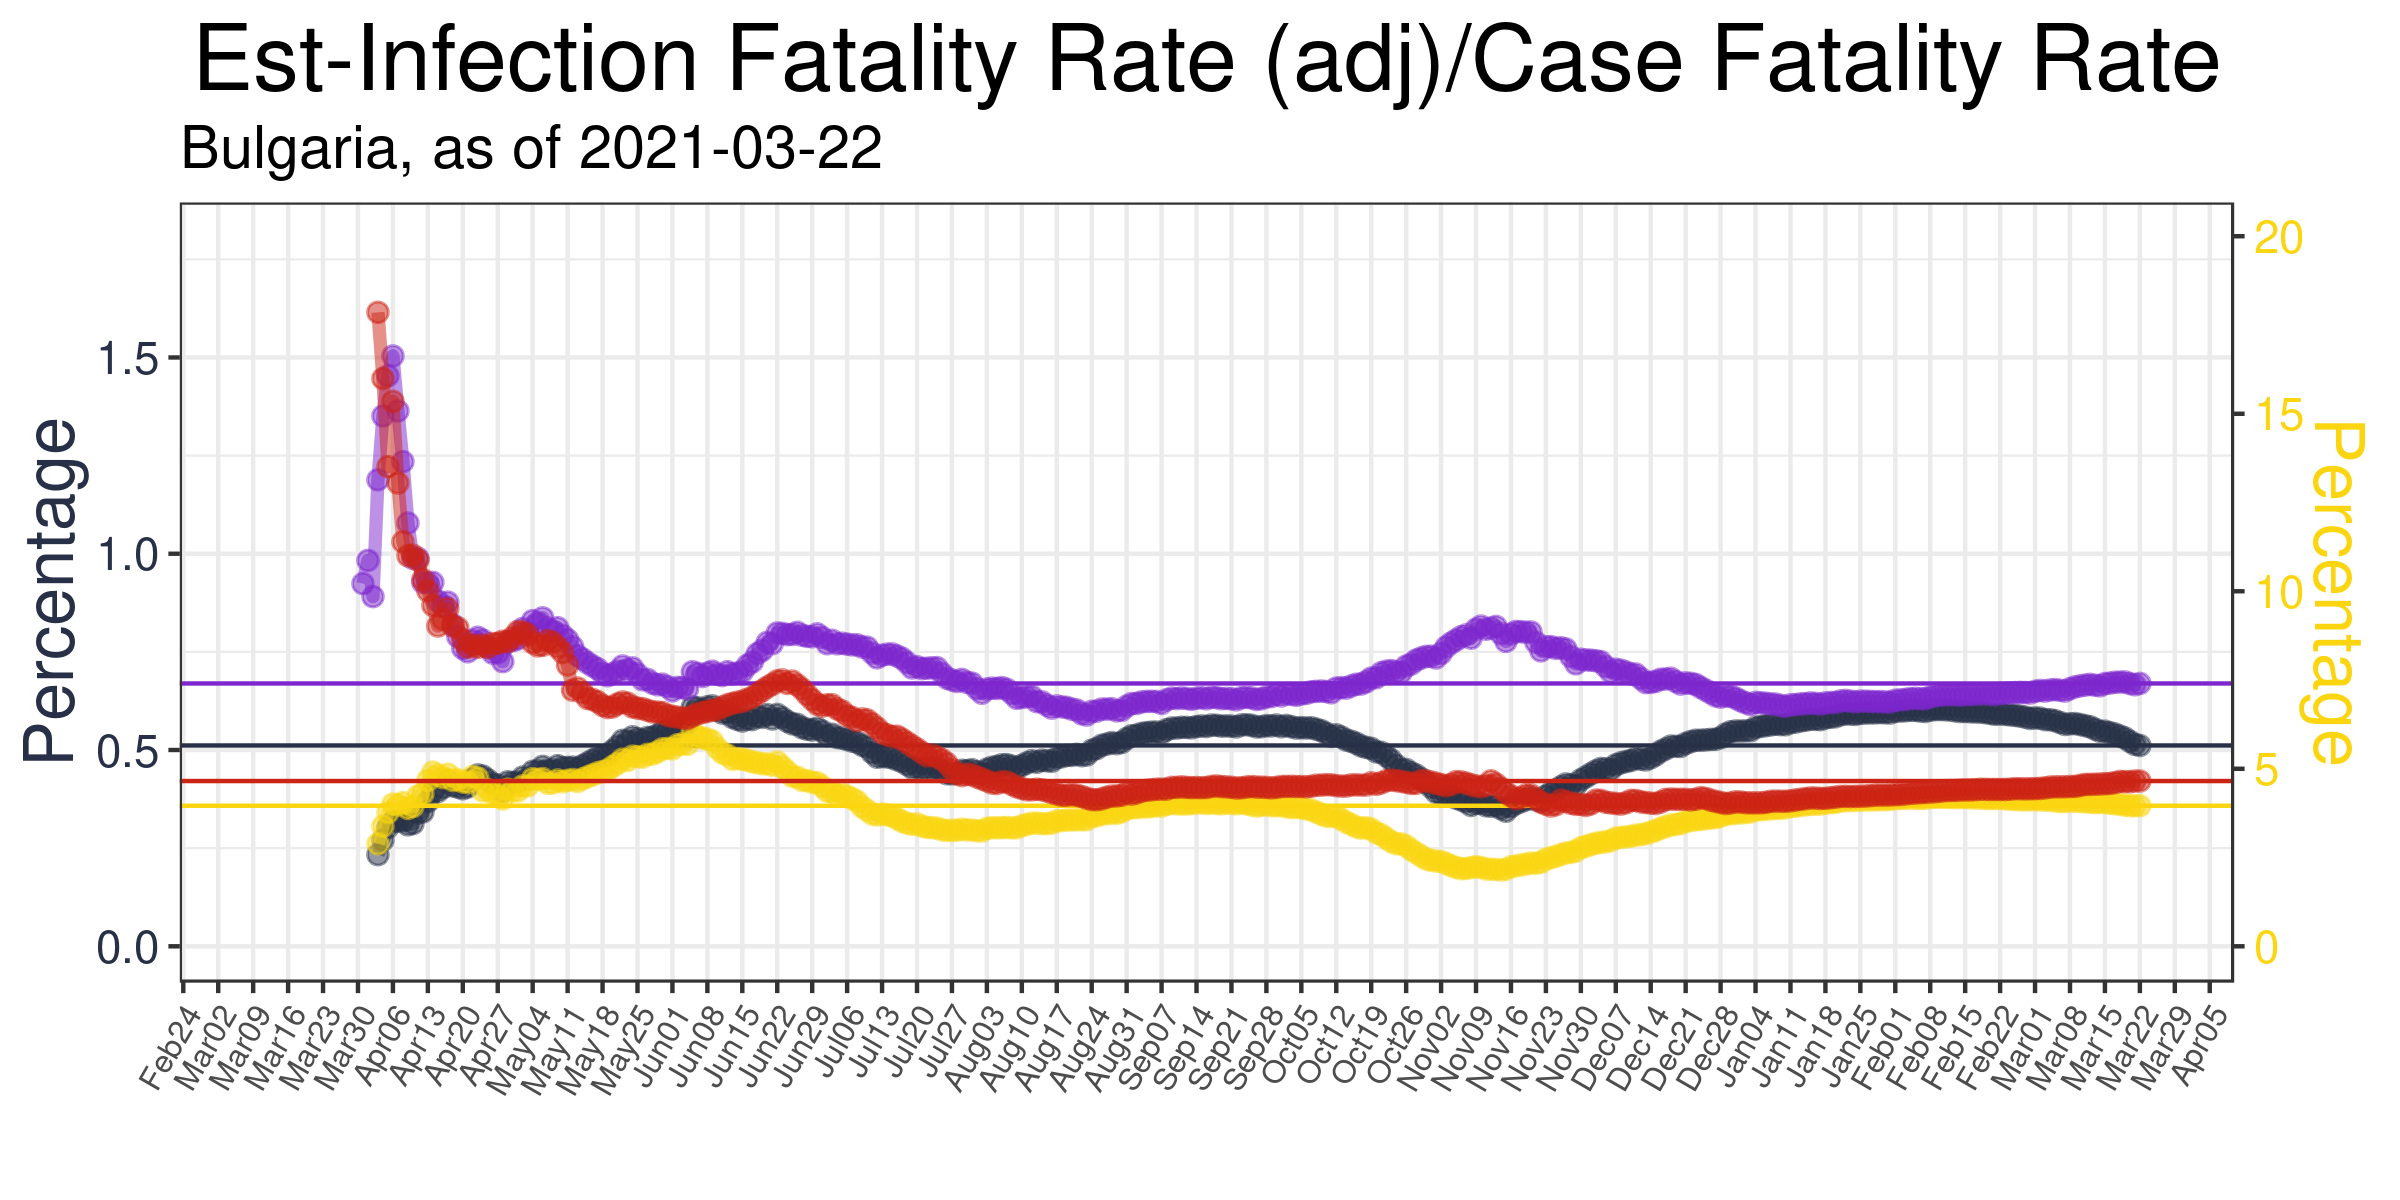 Est-Infection Fatality Rate (adj)/Case Fatality Rate
Bulgaria, as of 2021-03-22
Percentage
1.5
1.0
0.5
0.0
20
15
10
5
0
Percentage
Feb24
Mar02
Mar09
Mar16
Mar23
Mar30
Apr06
Apr13
Apr20
Apr27
May04
May11
May18
May25
Jun01
Jun08
Jun15
Jun22
Jun29
Jul06
Jul13
Jul20
Jul27
Aug03
Aug10
Aug17
Aug24
Aug31
Sep07
Sep14
Sep21
Sep28
Oct05
Oct12
Oct19
Oct26
Nov02
Nov09
Nov16
Nov23
Nov30
Dec07
Dec14
Dec21
Dec28
Jan04
Jan11
Jan18
Jan25
Feb01
Feb08
Feb15
Feb22
Mar01
Mar08
Mar15
Mar22
Mar29
Apr05